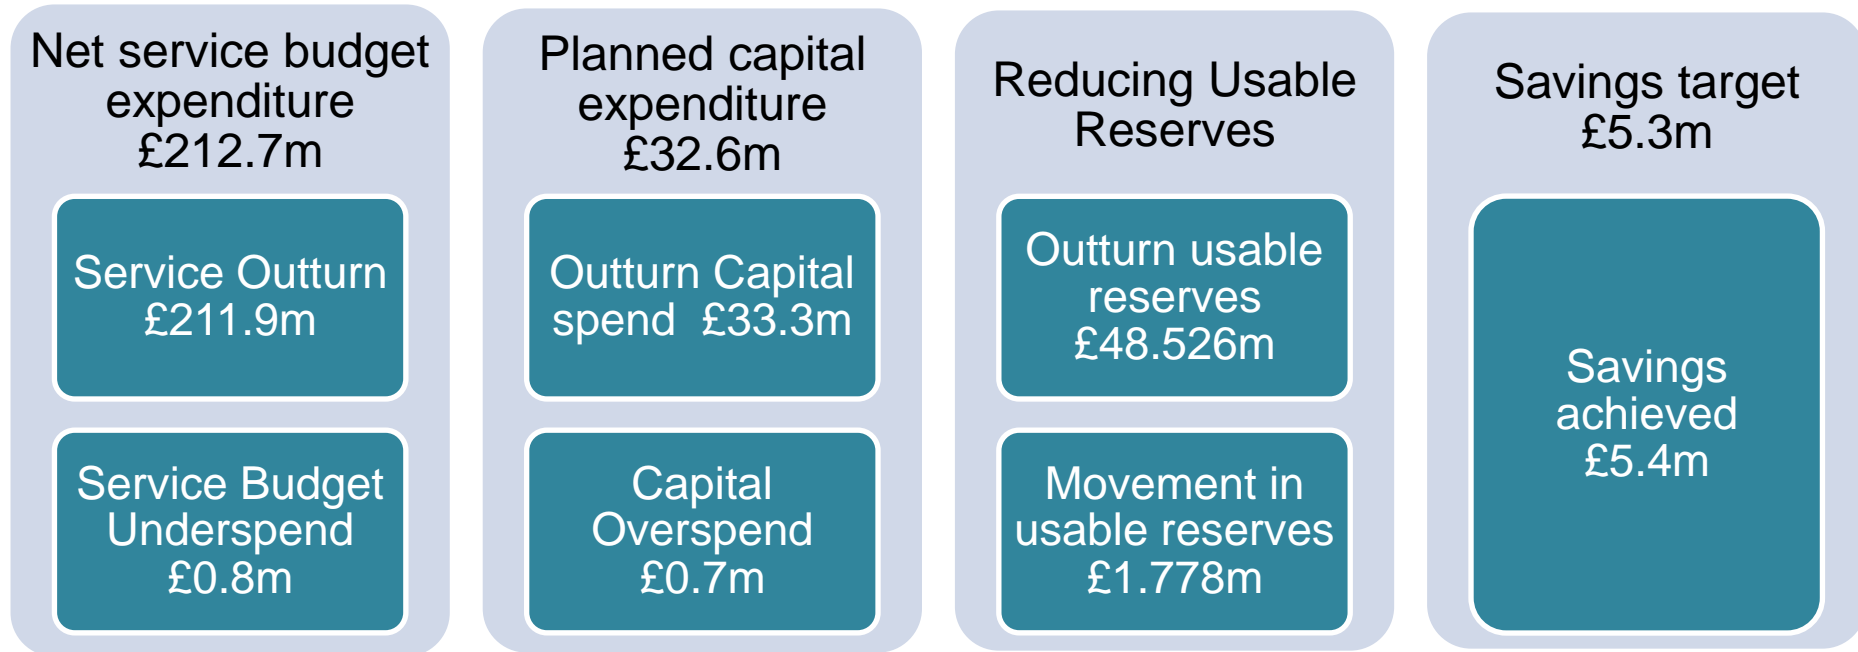 Net service budget
expenditure
£212.7m
Service Outturn
£211.9m
Service Budget
Underspend
£0.8m
Planned capital
expenditure
£32.6m
Outturn Capital
spend  £33.3m
Capital
Overspend
£0.7m
Reducing Usable
Reserves
Outturn usable
reserves
£48.526m
Movement in
usable reserves
£1.778m
Savings target
£5.3m
Savings
achieved
£5.4m